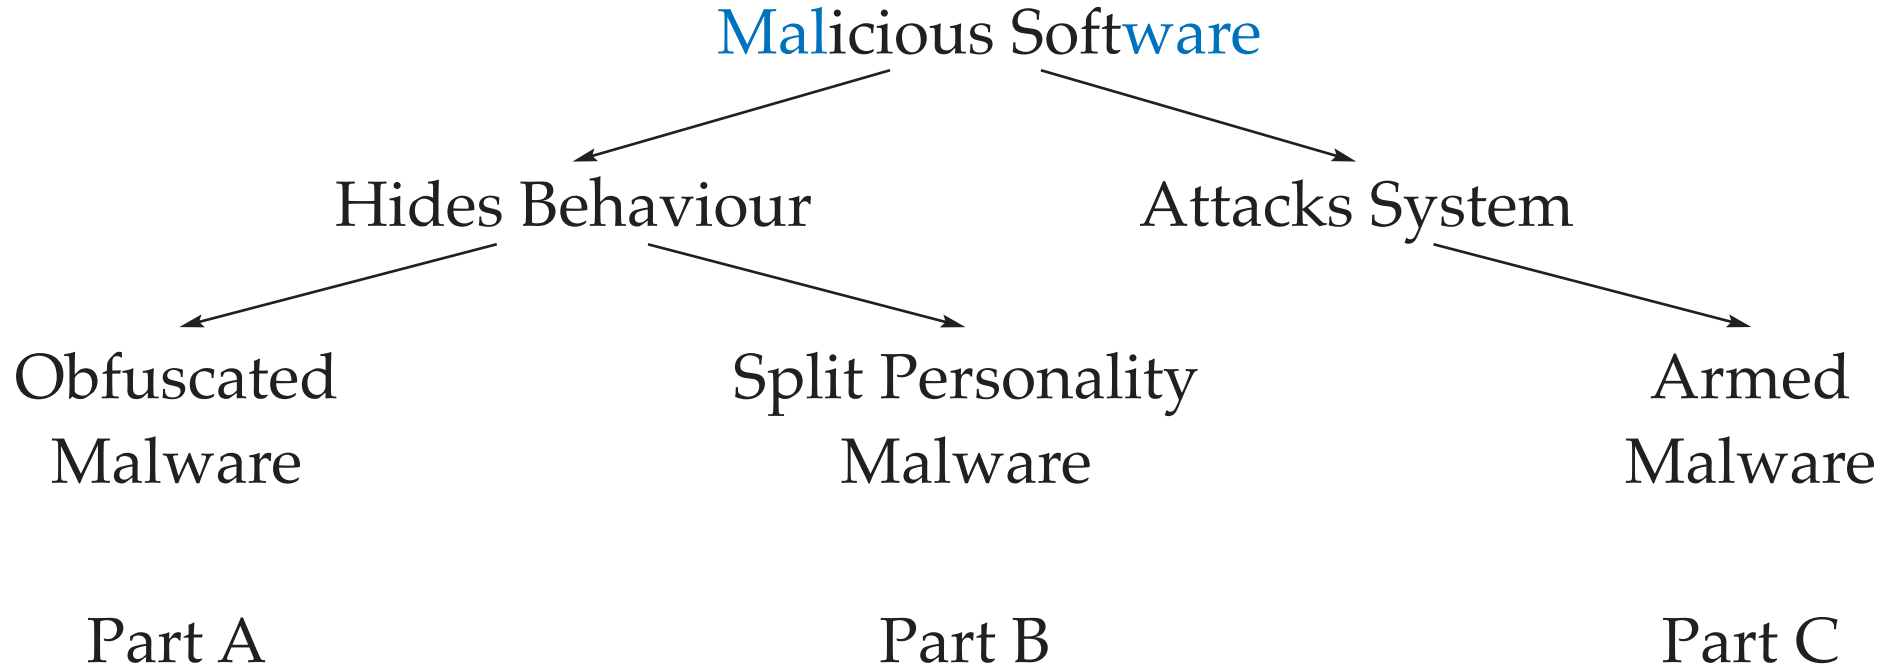 Malicious Software
Hides Behaviour
Attacks System
Obfuscated
Malware
Split Personality
Malware
Armed
Malware
Part A
Part B
Part C